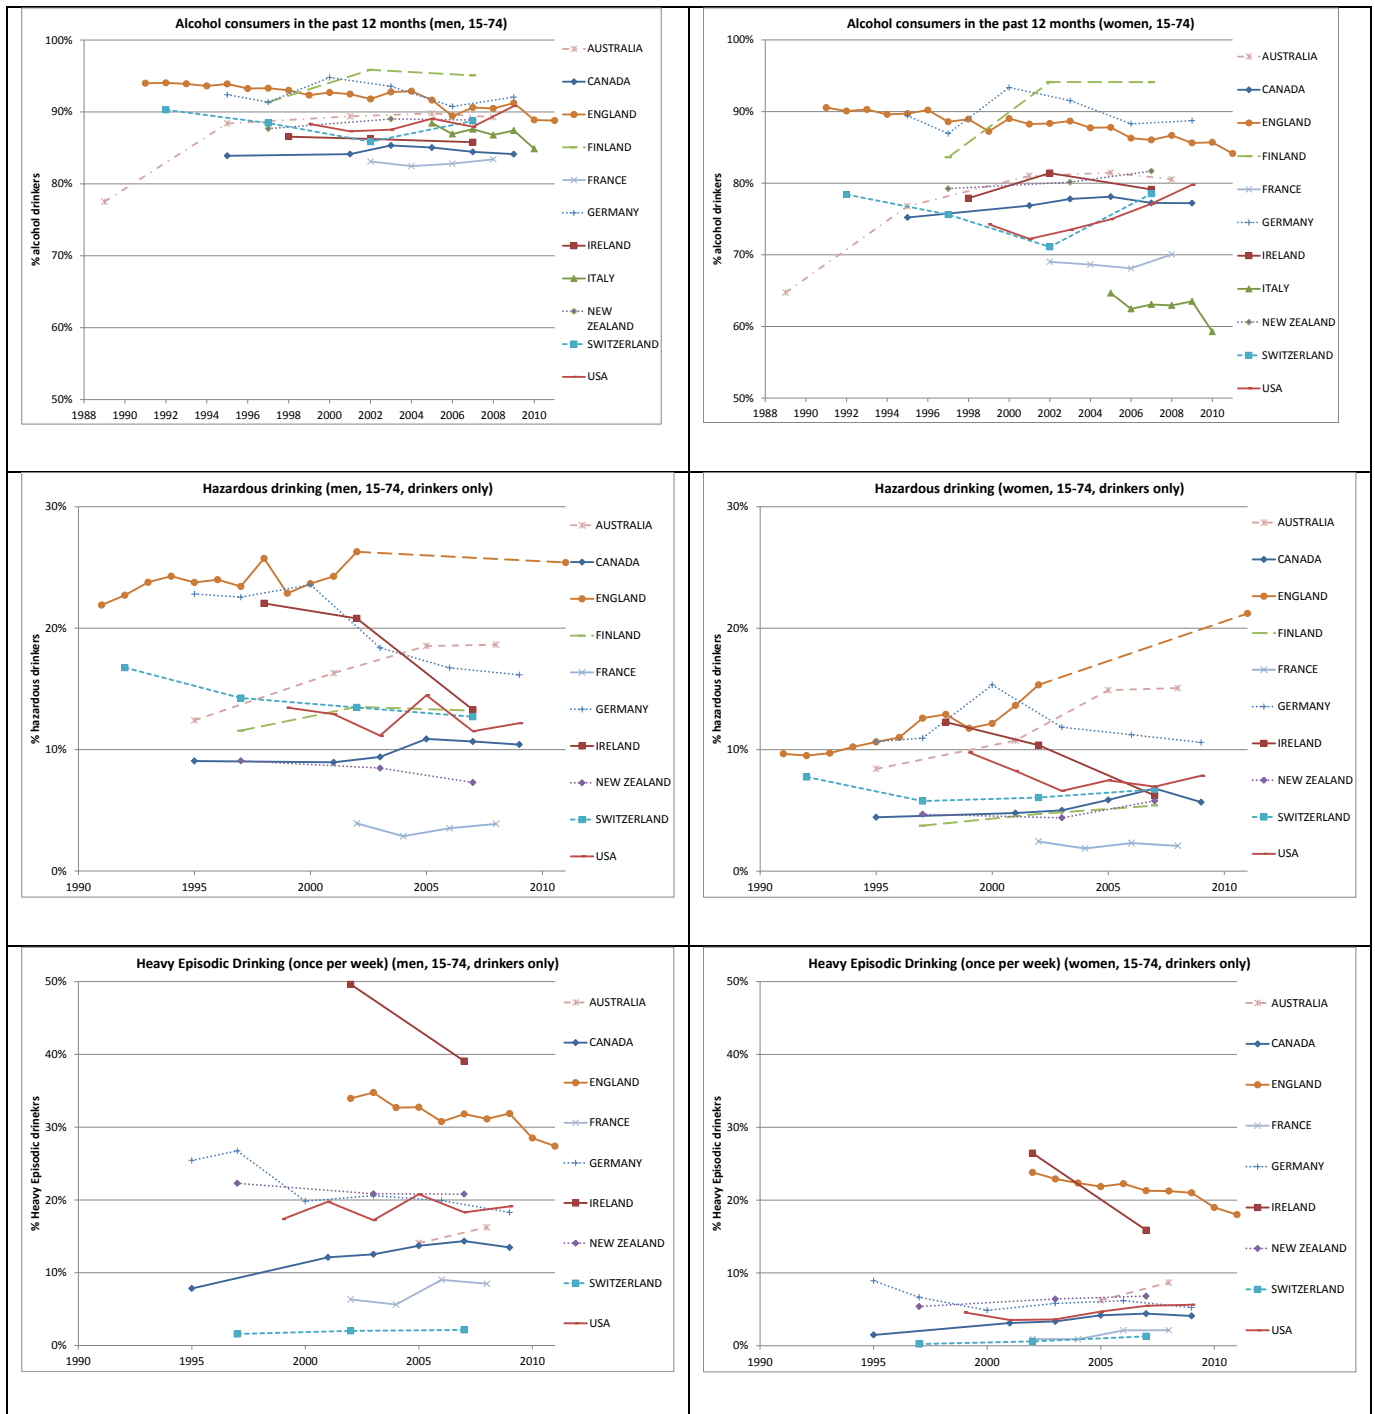 Alcohol consumers in the past 12 months (men, 15-74)
% alcohol drinkers
100%
90%
80%
70%
60%
50%
1988 1990 1992 1994 1996 1998 2000 2002 2004 2006 2008 2010
AUSTRALIA
CANADA
ENGLAND
FINLAND
FRANCE
GERMANY
IRELAND
ITALY
NEW
ZEALAND
SWITZERLAND
USA
Alcohol consumers in the past 12 months (women, 15-74)
% alcohol drinkers
100%
90%
80%
70%
60%
50%
1988 1990 1992 1994 1996 1998 2000 2002 2004 2006 2008 2010
AUSTRALIA
CANADA
ENGLAND
FINLAND
FRANCE
GERMANY
IRELAND
ITALY
NEW ZEALAND
SWITZERLAND
USA
Hazardous drinking (men, 15-74, drinkers only)
% hazardous drinkers
30%
20%
10%
0%
1990 1995 2000 2005 2010
AUSTRALIA
CANADA
ENGLAND
FINLAND
FRANCE
GERMANY
IRELAND
NEW ZEALAND
SWITZERLAND
USA
Hazardous drinking (women, 15-74, drinkers only)
% hazardous drinkers
30%
20%
10%
0%
1990 1995 2000 2005 2010
AUSTRALIA
CANADA
ENGLAND
FINLAND
FRANCE
GERMANY
IRELAND
NEW ZEALAND
SWITZERLAND
USA
Heavy Episodic Drinking (once per week) (men, 15-74, drinkers only)
% Heavy Episodic drinekrs
50%
40%
30%
20%
10%
0%
1990 1995 2000 2005 2010
AUSTRALIA
CANADA
ENGLAND
FRANCE
GERMANY
IRELAND
NEW ZEALAND
SWITZERLAND
USA
Heavy Episodic Drinking (once per week) (women, 15-74, drinkers only)
% Heavy Episodic drinekrs
50%
40%
30%
20%
10%
0%
1990 1995 2000 2005 2010
AUSTRALIA
CANADA
ENGLAND
FRANCE
GERMANY
IRELAND
NEW ZEALAND
SWITZERLAND
USA